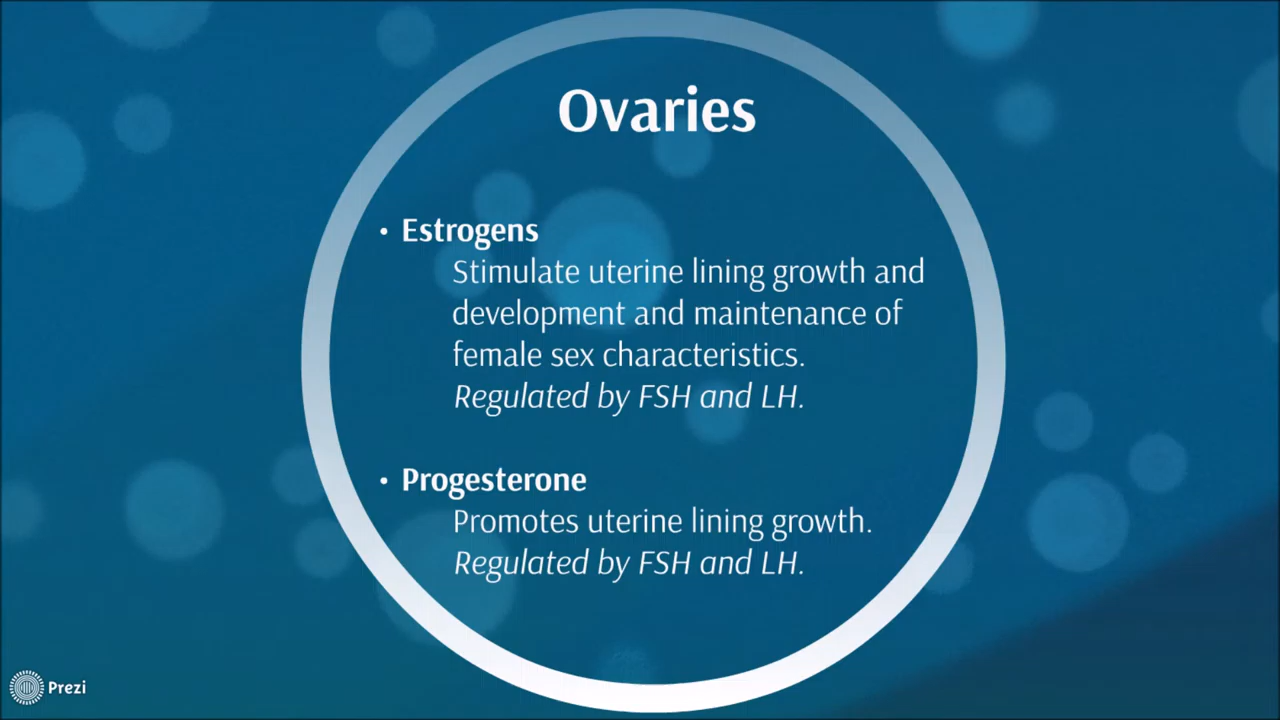 Ovaries
• Estrogens
Stimulate uterine lining growth and
development and maintenance of
female sex characteristics.
Regulated by FSH and LH.
• Progesterone
Promotes uterine lining growth.
Regulated by FSH and LH.
Prezi